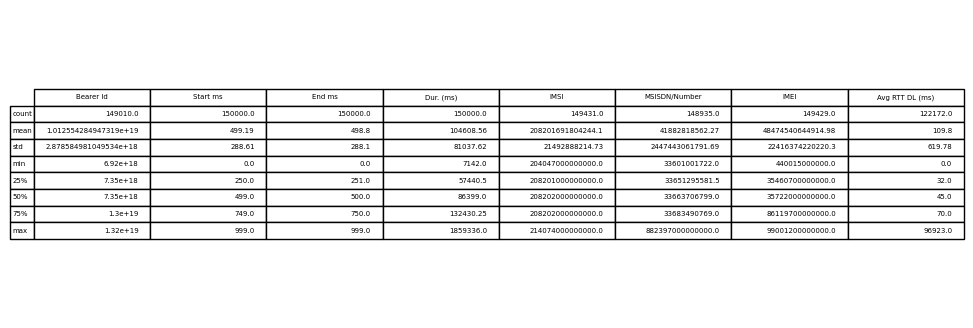 Bearer Id Start ms End ms Dur. (ms) IMSI MSISDN/Number IMEI Avg RTT DL (ms)
count 149010.0 150000.0 150000.0 150000.0 149431.0 148935.0 149429.0 122172.0
mean 1.012554284947319e+19 499.19 498.8 104608.56 208201691804244.1 41882818562.27 48474540644914.98 109.8
std 2.878584981049534e+18 288.61 288.1 81037.62 21492888214.73 2447443061791.69 22416374220220.3 619.78
min 6.92e+18 0.0 0.0 7142.0 204047000000000.0 33601001722.0 440015000000.0 0.0
25% 7.35e+18 250.0 251.0 57440.5 208201000000000.0 33651295581.5 35460700000000.0 32.0
50% 7.35e+18 499.0 500.0 86399.0 208202000000000.0 33663706799.0 35722000000000.0 45.0
75% 1.3e+19 749.0 750.0 132430.25 208202000000000.0 33683490769.0 86119700000000.0 70.0
max 1.32e+19 999.0 999.0 1859336.0 214074000000000.0 882397000000000.0 99001200000000.0 96923.0